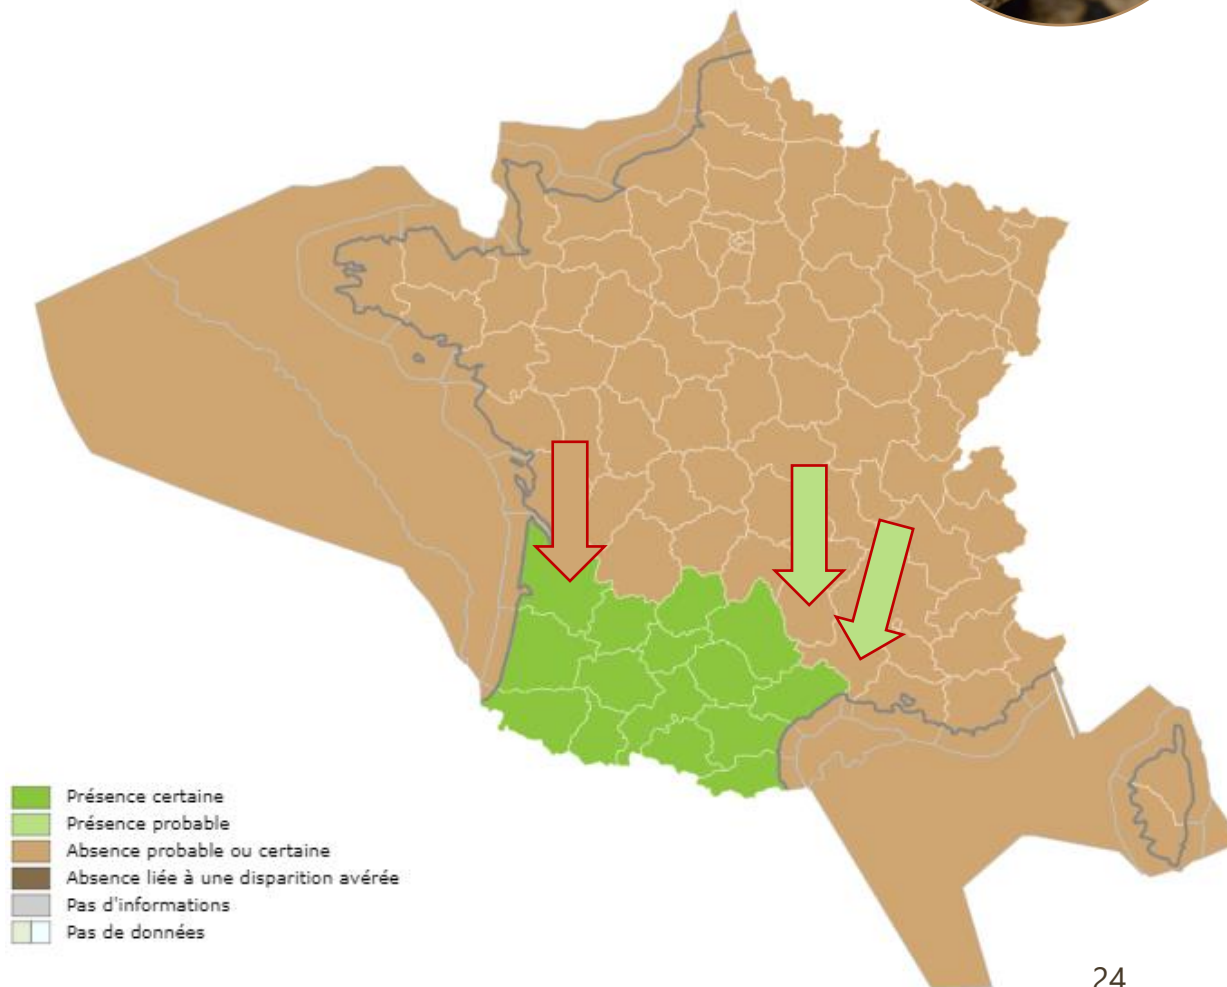 Présence certaine
Présence probable
Absence probable ou certaine
Absence liée à une disparition avérée
Pas d'informations
Pas de données
24